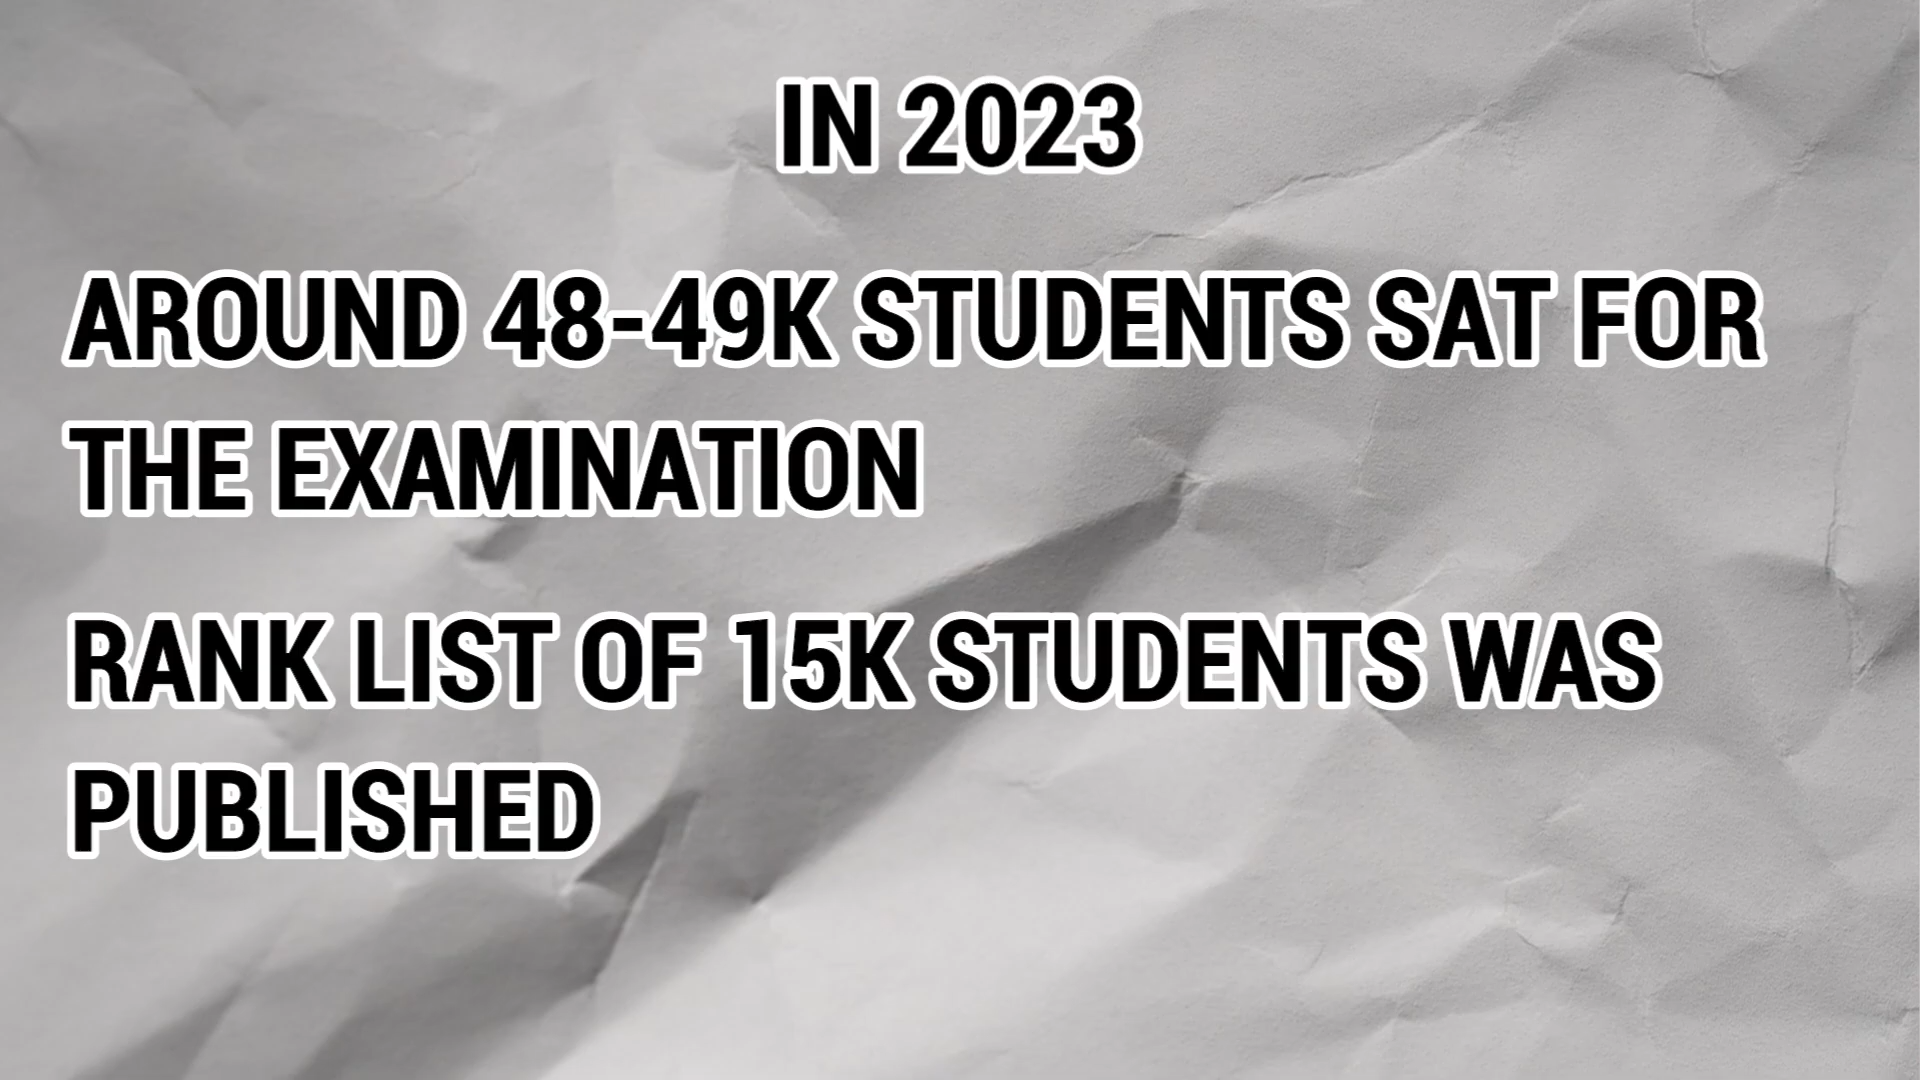 IN 2023
AROUND 48-49K STUDENTS SAT FOR
THE EXAMINATION
RANK LIST OF 15K STUDENTS WAS
PUBLISHED